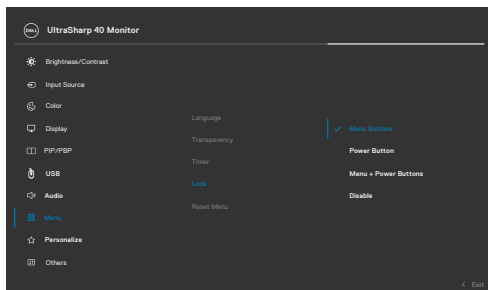 DELL UltraSharp 40 Monitor
Brightness/Contrast
Input Source
Color
Display
PIP/PBP
USB
Audio
Menu
Personalize
Others
Language
Transparency
Timer
Lock
Reset Menu
Menu Buttons
Power Button
Menu + Power Buttons
Disable
< Exit